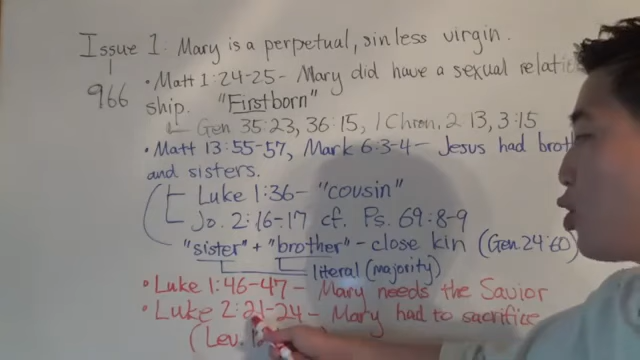 Issue 1: Mary is a perpetual, sinless virgin.
966
• Matt 1:24-25 - Mary did have a sexual
ship. "Firstborn"
Gen 35:23, 36:15, 1 Chron. 2:13, 3:15
• Matt 13:55-57, Mark 6:3-4 - Jesus had
and sisters.
Luke 1:36 - "cousin"
Jo. 2:16-17 cf. Ps. 69:8-9
"sister" + "brother" - close kin (Gen. 24:60)
literal (majority)
• Luke 1:46-47 - Mary needs the Savior
• Luke 2:21-24 - Mary had to sacrifice
(Lev.